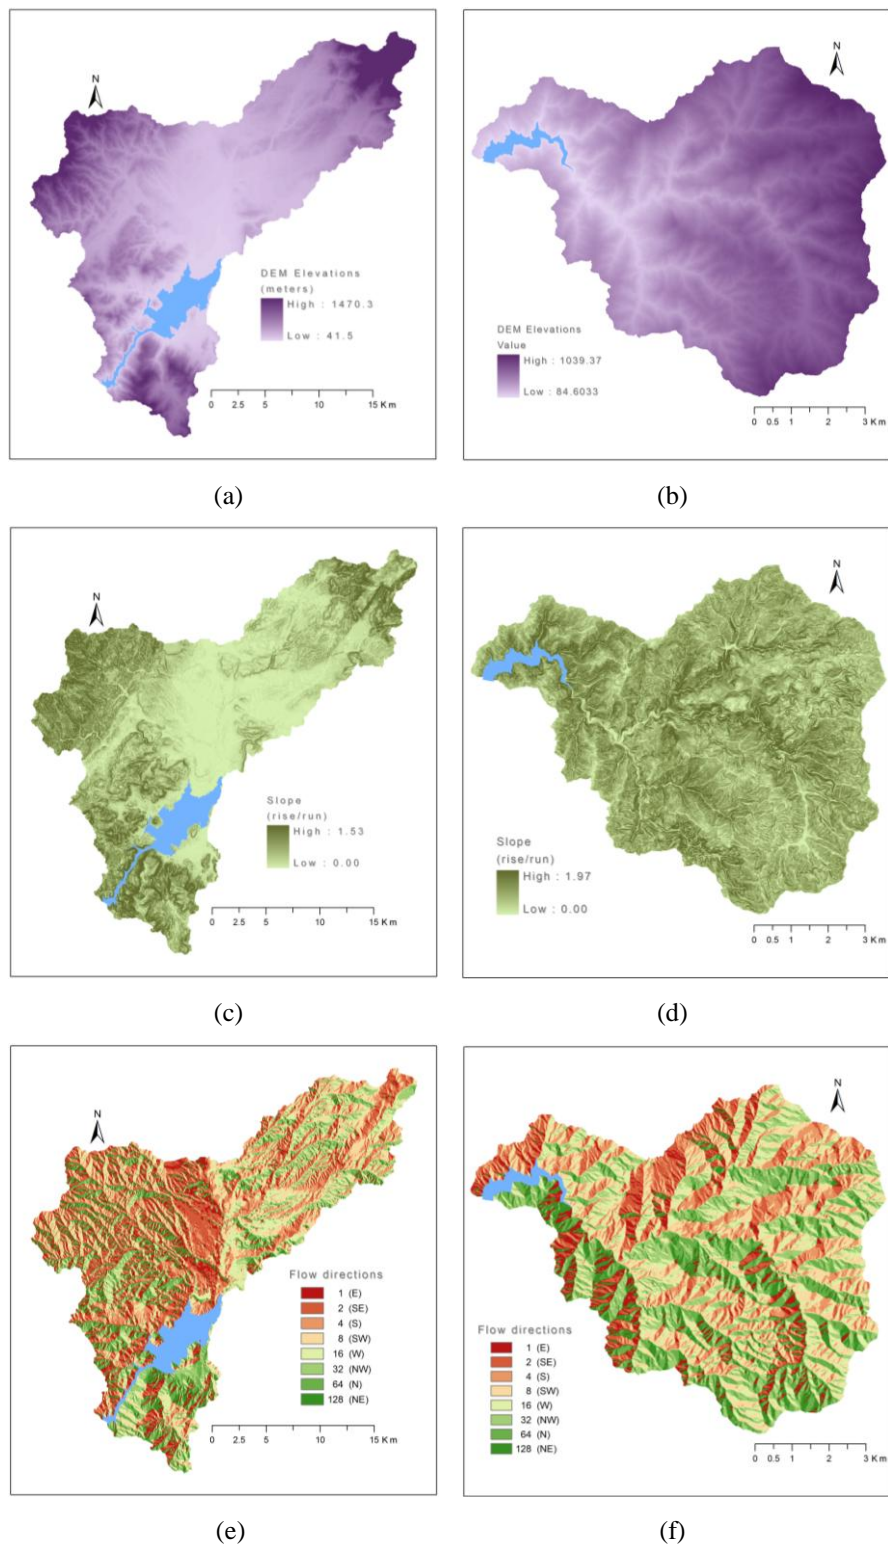 N
DEM Elevations
(meters)
High : 1470.3
Low : 41.5
0 2.5 5 10 15 Km
(a)
N
DEM Elevations
Value
High : 1039.37
Low : 84.6033
0 0.5 1 2 3 Km
(b)
N
Slope
(rise/run)
High : 1.53
Low : 0.00
0 2.5 5 10 15 Km
(c)
N
Slope
(rise/run)
High : 1.97
Low : 0.00
0 0.5 1 2 3 Km
(d)
N
Flow directions
1 (E)
2 (SE)
4 (S)
8 (SW)
16 (W)
32 (NW)
64 (N)
128 (NE)
0 2.5 5 10 15 Km
(e)
N
Flow directions
1 (E)
2 (SE)
4 (S)
8 (SW)
16 (W)
32 (NW)
64 (N)
128 (NE)
0 0.5 1 2 3 Km
(f)